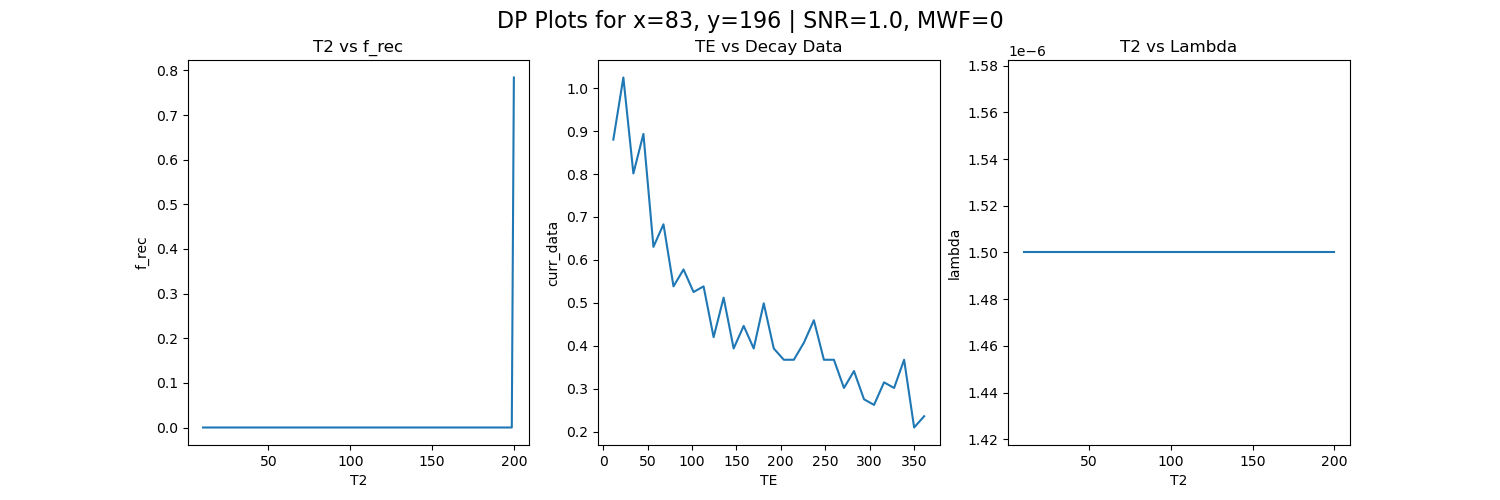 DP Plots for x=83, y=196 | SNR=1.0, MWF=0
T2 vs f_rec
0.8
0.7
0.6
0.5
0.4
0.3
0.2
0.1
0.0
f_rec
50 100 150 200
T2
TE vs Decay Data
1.0
0.9
0.8
0.7
0.6
0.5
0.4
0.3
0.2
curr_data
0 50 100 150 200 250 300 350
TE
T2 vs Lambda
1e−6
1.58
1.56
1.54
1.52
1.50
1.48
1.46
1.44
1.42
lambda
50 100 150 200
T2